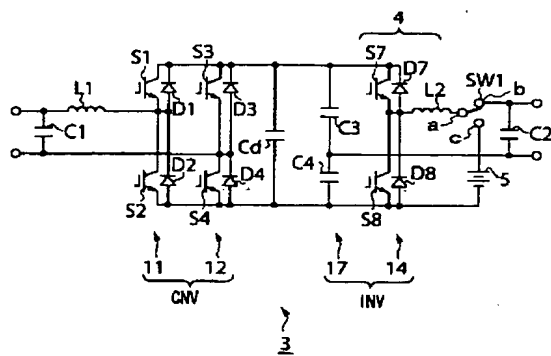 4
S1 S3 S7 D7 SW1
L1 L2 b
D1 D3 C3 a
C1 Cd c C2
D2 D4 C4 D8 5
S2 S4 S8
11 12 17 14
CNV INV
3